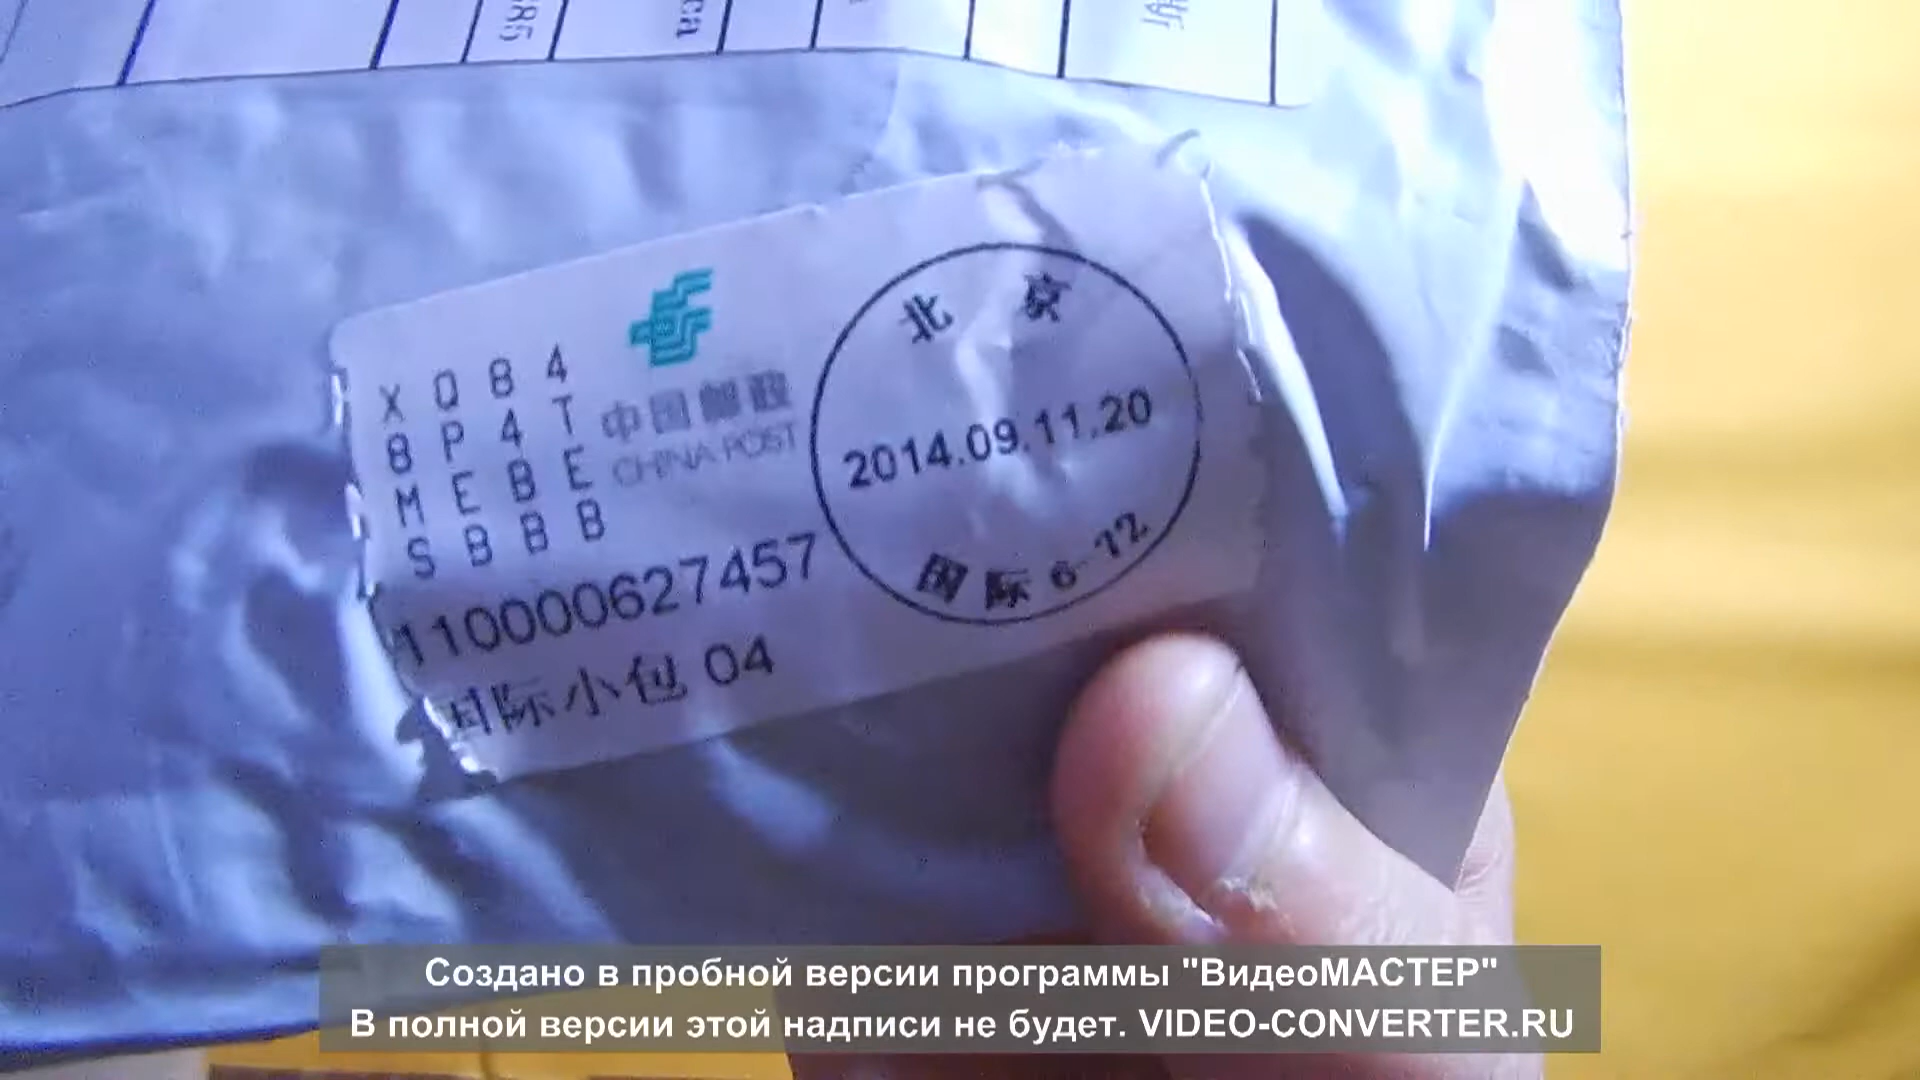 385
ca
X Q 8 4
8 P 4 T
M E B E
S B B B
中国邮政
CHINA POST
北京
2014.09.11.20
国际6-12
110000627457
国际小包 04
Создано в пробной версии программы "ВидеоМАСТЕР"
В полной версии этой надписи не будет. VIDEO-CONVERTER.RU